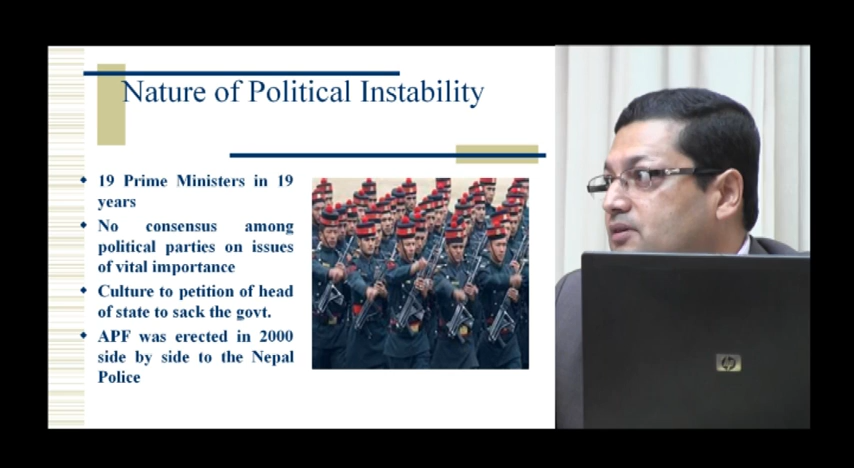 Nature of Political Instability
19 Prime Ministers in 19
years
No consensus among
political parties on issues
of vital importance
Culture to petition of head
of state to sack the govt.
APF was erected in 2000
side by side to the Nepal
Police
hp